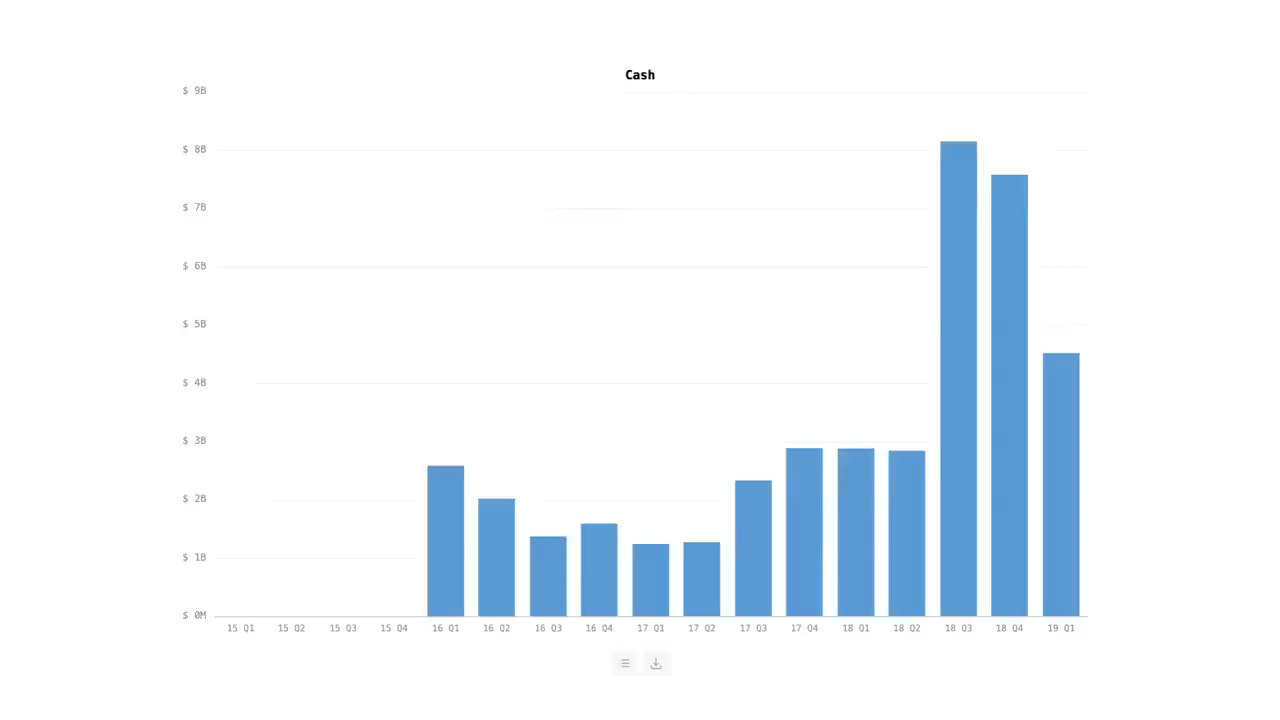 Cash
$ 9B
$ 8B
$ 7B
$ 6B
$ 5B
$ 4B
$ 3B
$ 2B
$ 1B
$ 0M
15 Q1 15 Q2 15 Q3 15 Q4 16 Q1 16 Q2 16 Q3 16 Q4 17 Q1 17 Q2 17 Q3 17 Q4 18 Q1 18 Q2 18 Q3 18 Q4 19 Q1